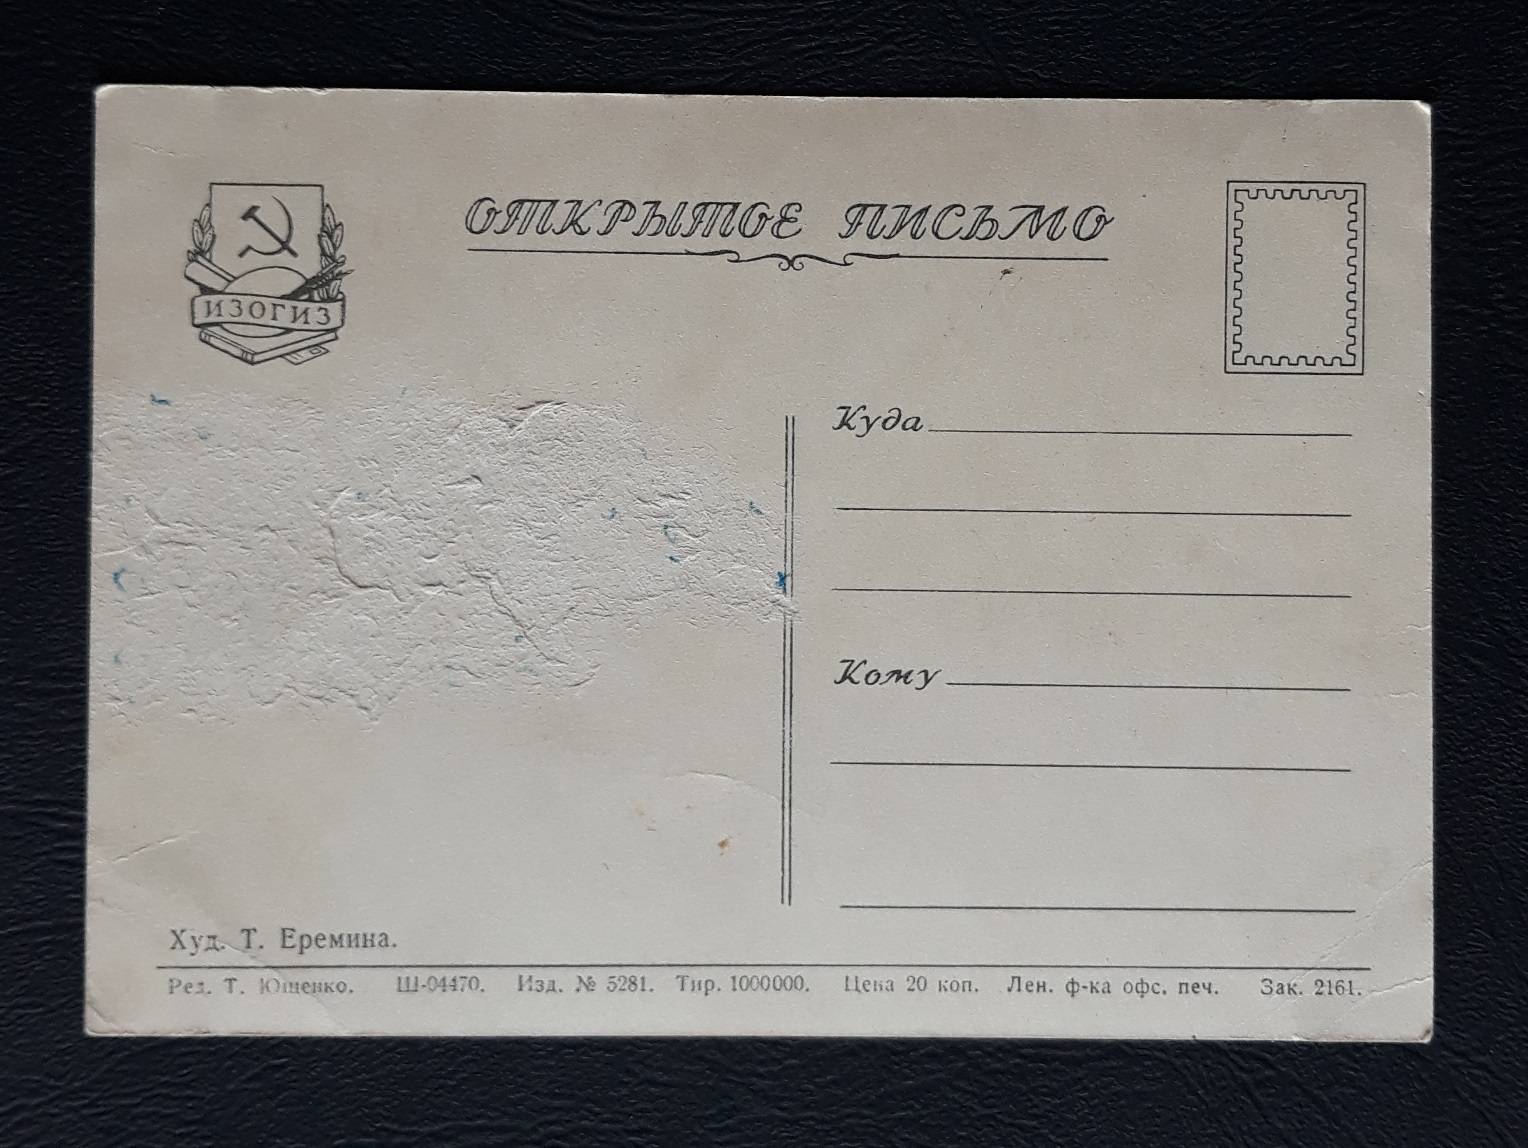 ОТКРЫТОЕ ПИСЬМО
ИЗОГИЗ
Куда
Кому
Худ. Т. Еремина.
Ред. Т. Ющенко. Ш-04470. Изд. № 5281. Тир. 1000000. Цена 20 коп. Лен. ф-ка офс. печ. Зак. 2161.